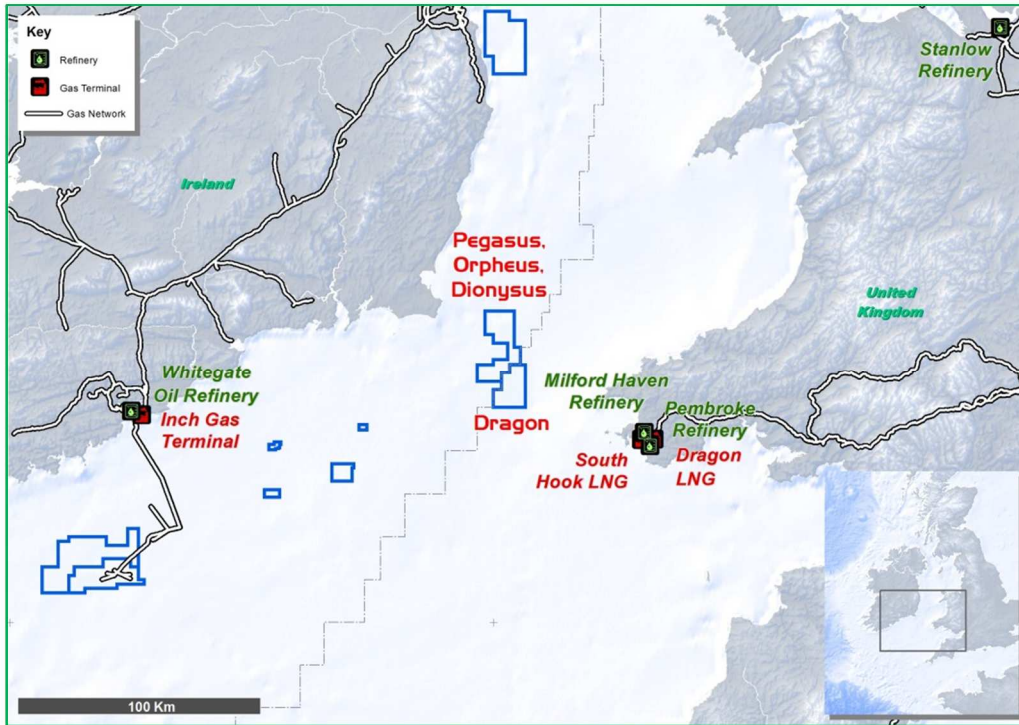 Key
Refinery
Gas Terminal
Gas Network
Stanlow
Refinery
Ireland
Pegasus,
Orpheus,
Dionysus
United
Kingdom
Whitegate
Oil Refinery
Inch Gas
Terminal
Milford Haven
Refinery
Pembroke
Refinery
Dragon
South
Hook LNG
Dragon
LNG
100 Km